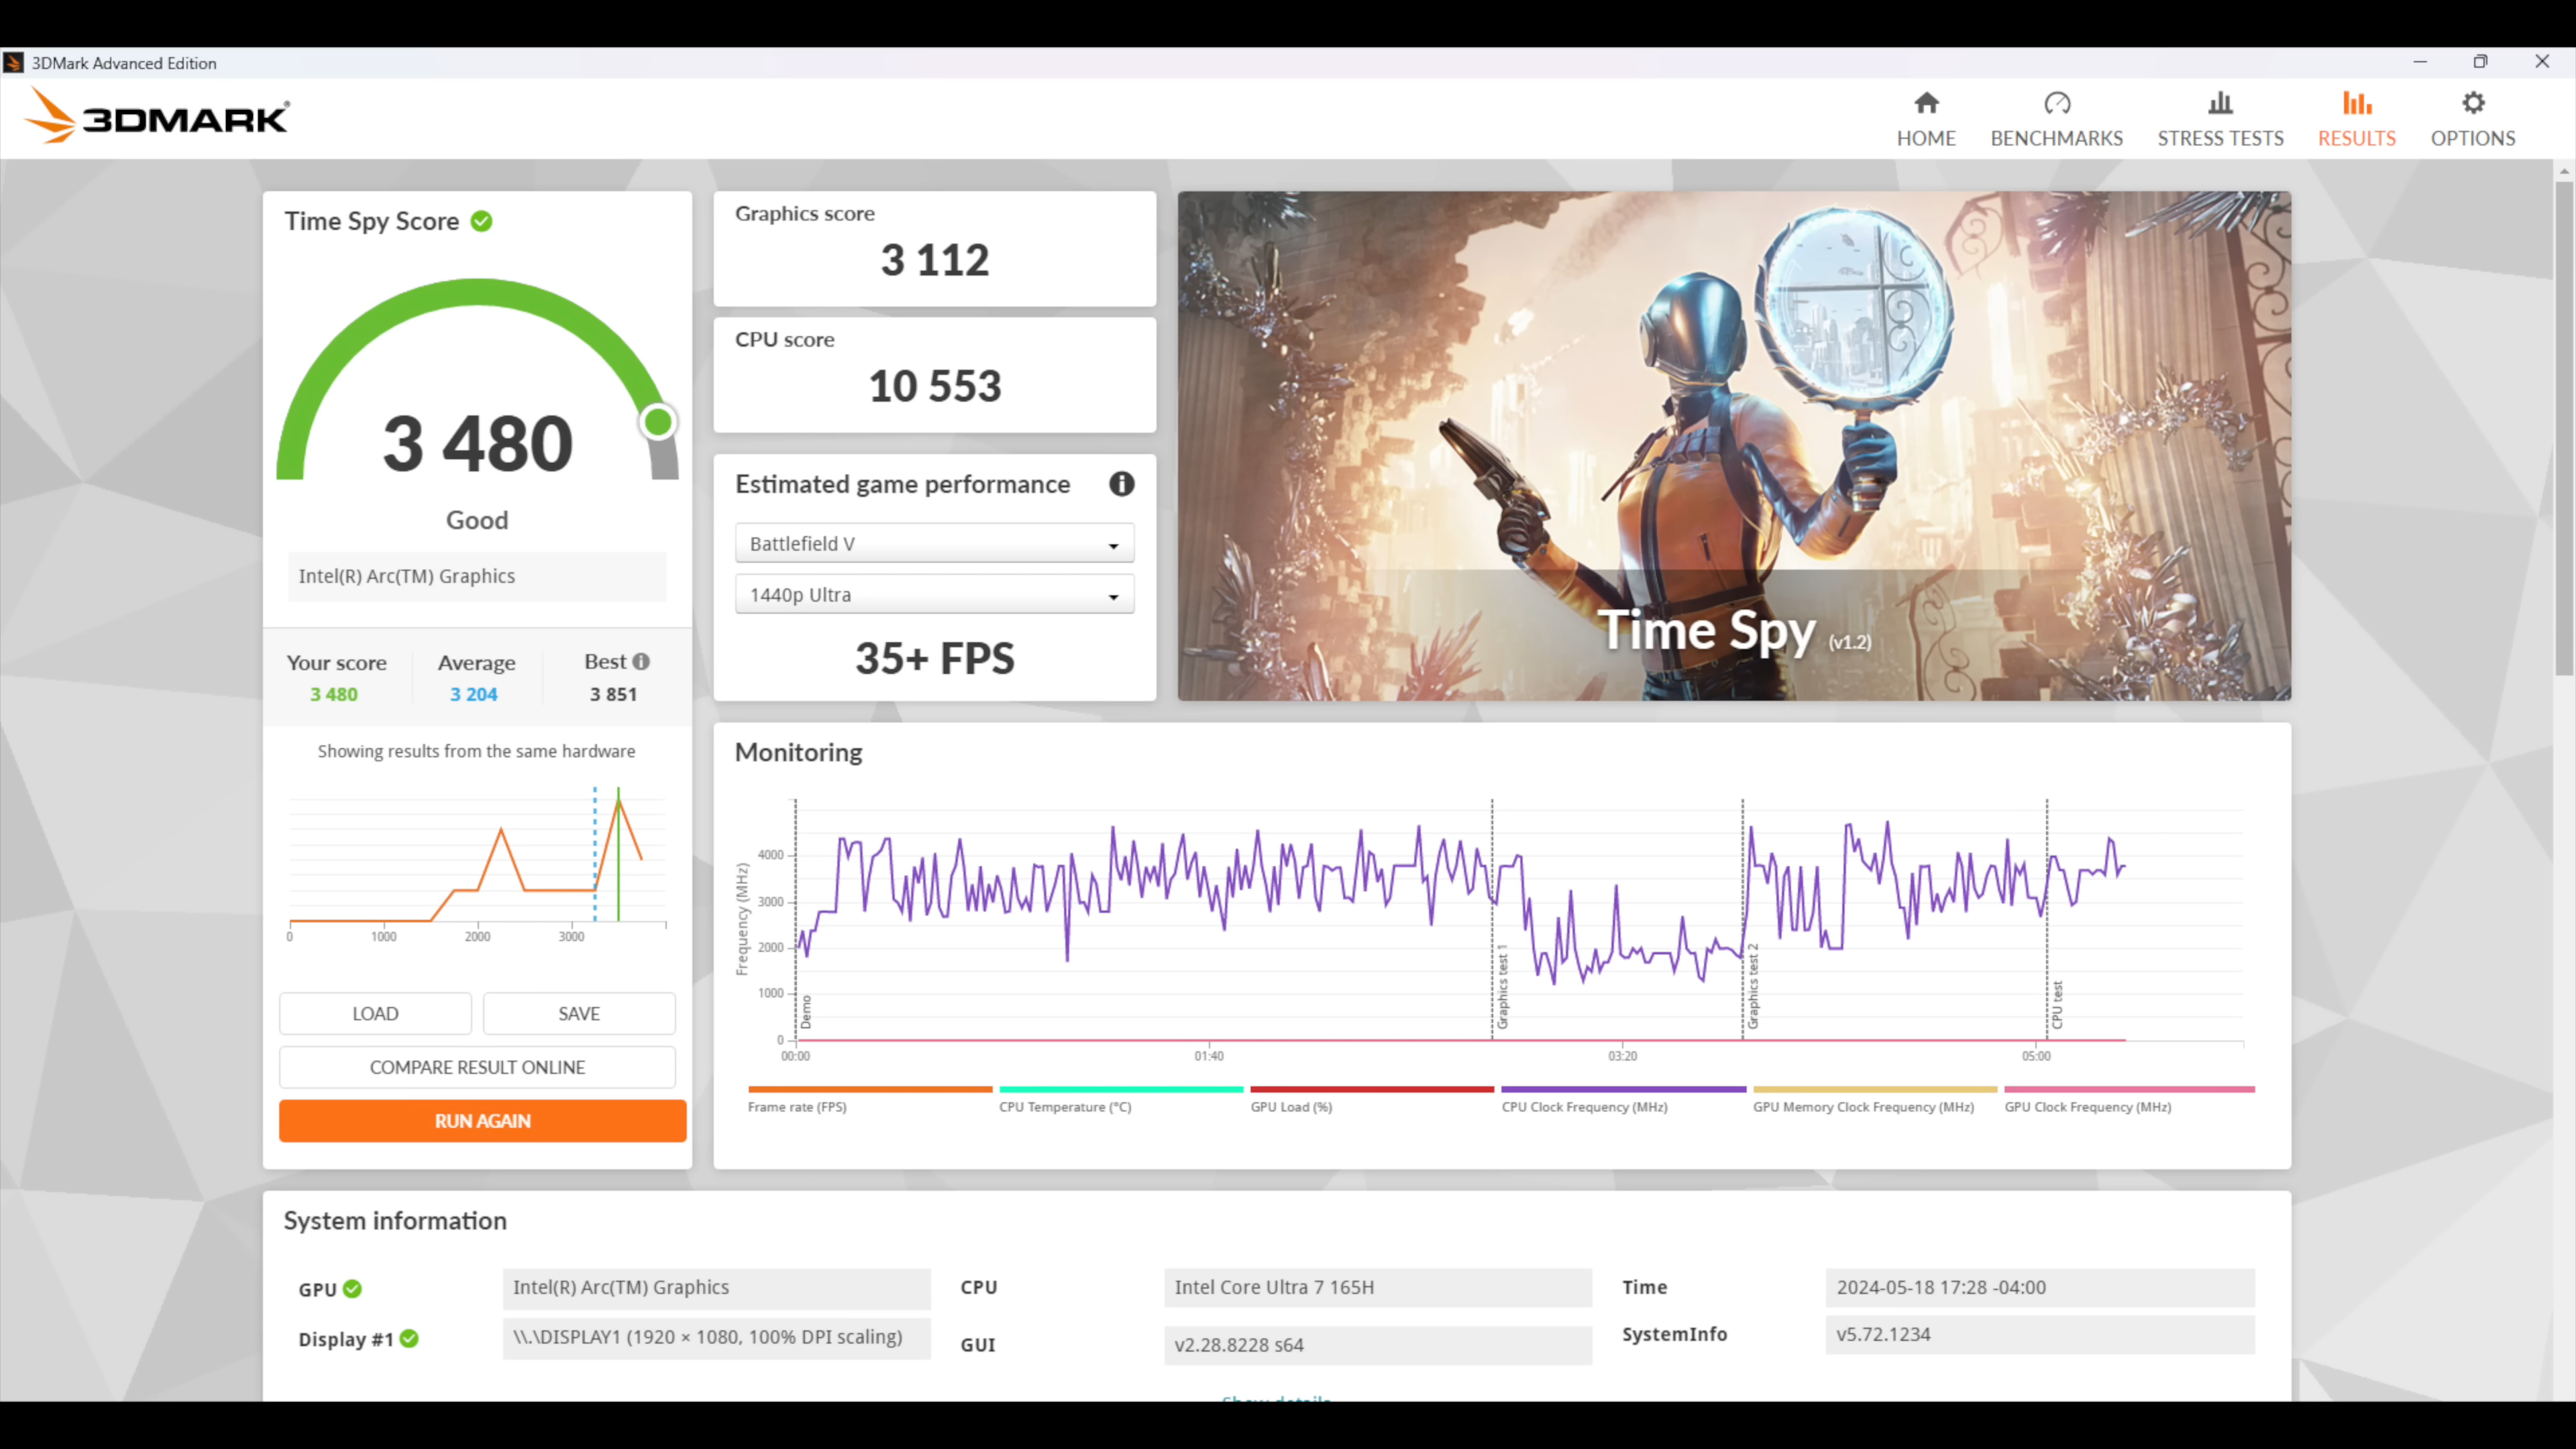 3DMark Advanced Edition
3DMARK®
HOME
BENCHMARKS
STRESS TESTS
RESULTS
OPTIONS
Time Spy Score
3 480
Good
Intel(R) Arc(TM) Graphics
Your score Average Best
3 480 3 204 3 851
Showing results from the same hardware
0 1000 2000 3000
LOAD
SAVE
COMPARE RESULT ONLINE
RUN AGAIN
Graphics score
3 112
CPU score
10 553
Estimated game performance
Battlefield V
1440p Ultra
35+ FPS
Time Spy (v1.2)
Monitoring
Frequency (MHz)
4000
3000
2000
1000
0
Demo
Graphics test 1
Graphics test 2
CPU test
00:00 01:40 03:20 05:00
Frame rate (FPS)
CPU Temperature (°C)
GPU Load (%)
CPU Clock Frequency (MHz)
GPU Memory Clock Frequency (MHz)
GPU Clock Frequency (MHz)
System information
GPU Intel(R) Arc(TM) Graphics
Display #1 \\.\DISPLAY1 (1920 × 1080, 100% DPI scaling)
CPU Intel Core Ultra 7 165H
GUI v2.28.8228 s64
Time 2024-05-18 17:28 -04:00
SystemInfo v5.72.1234